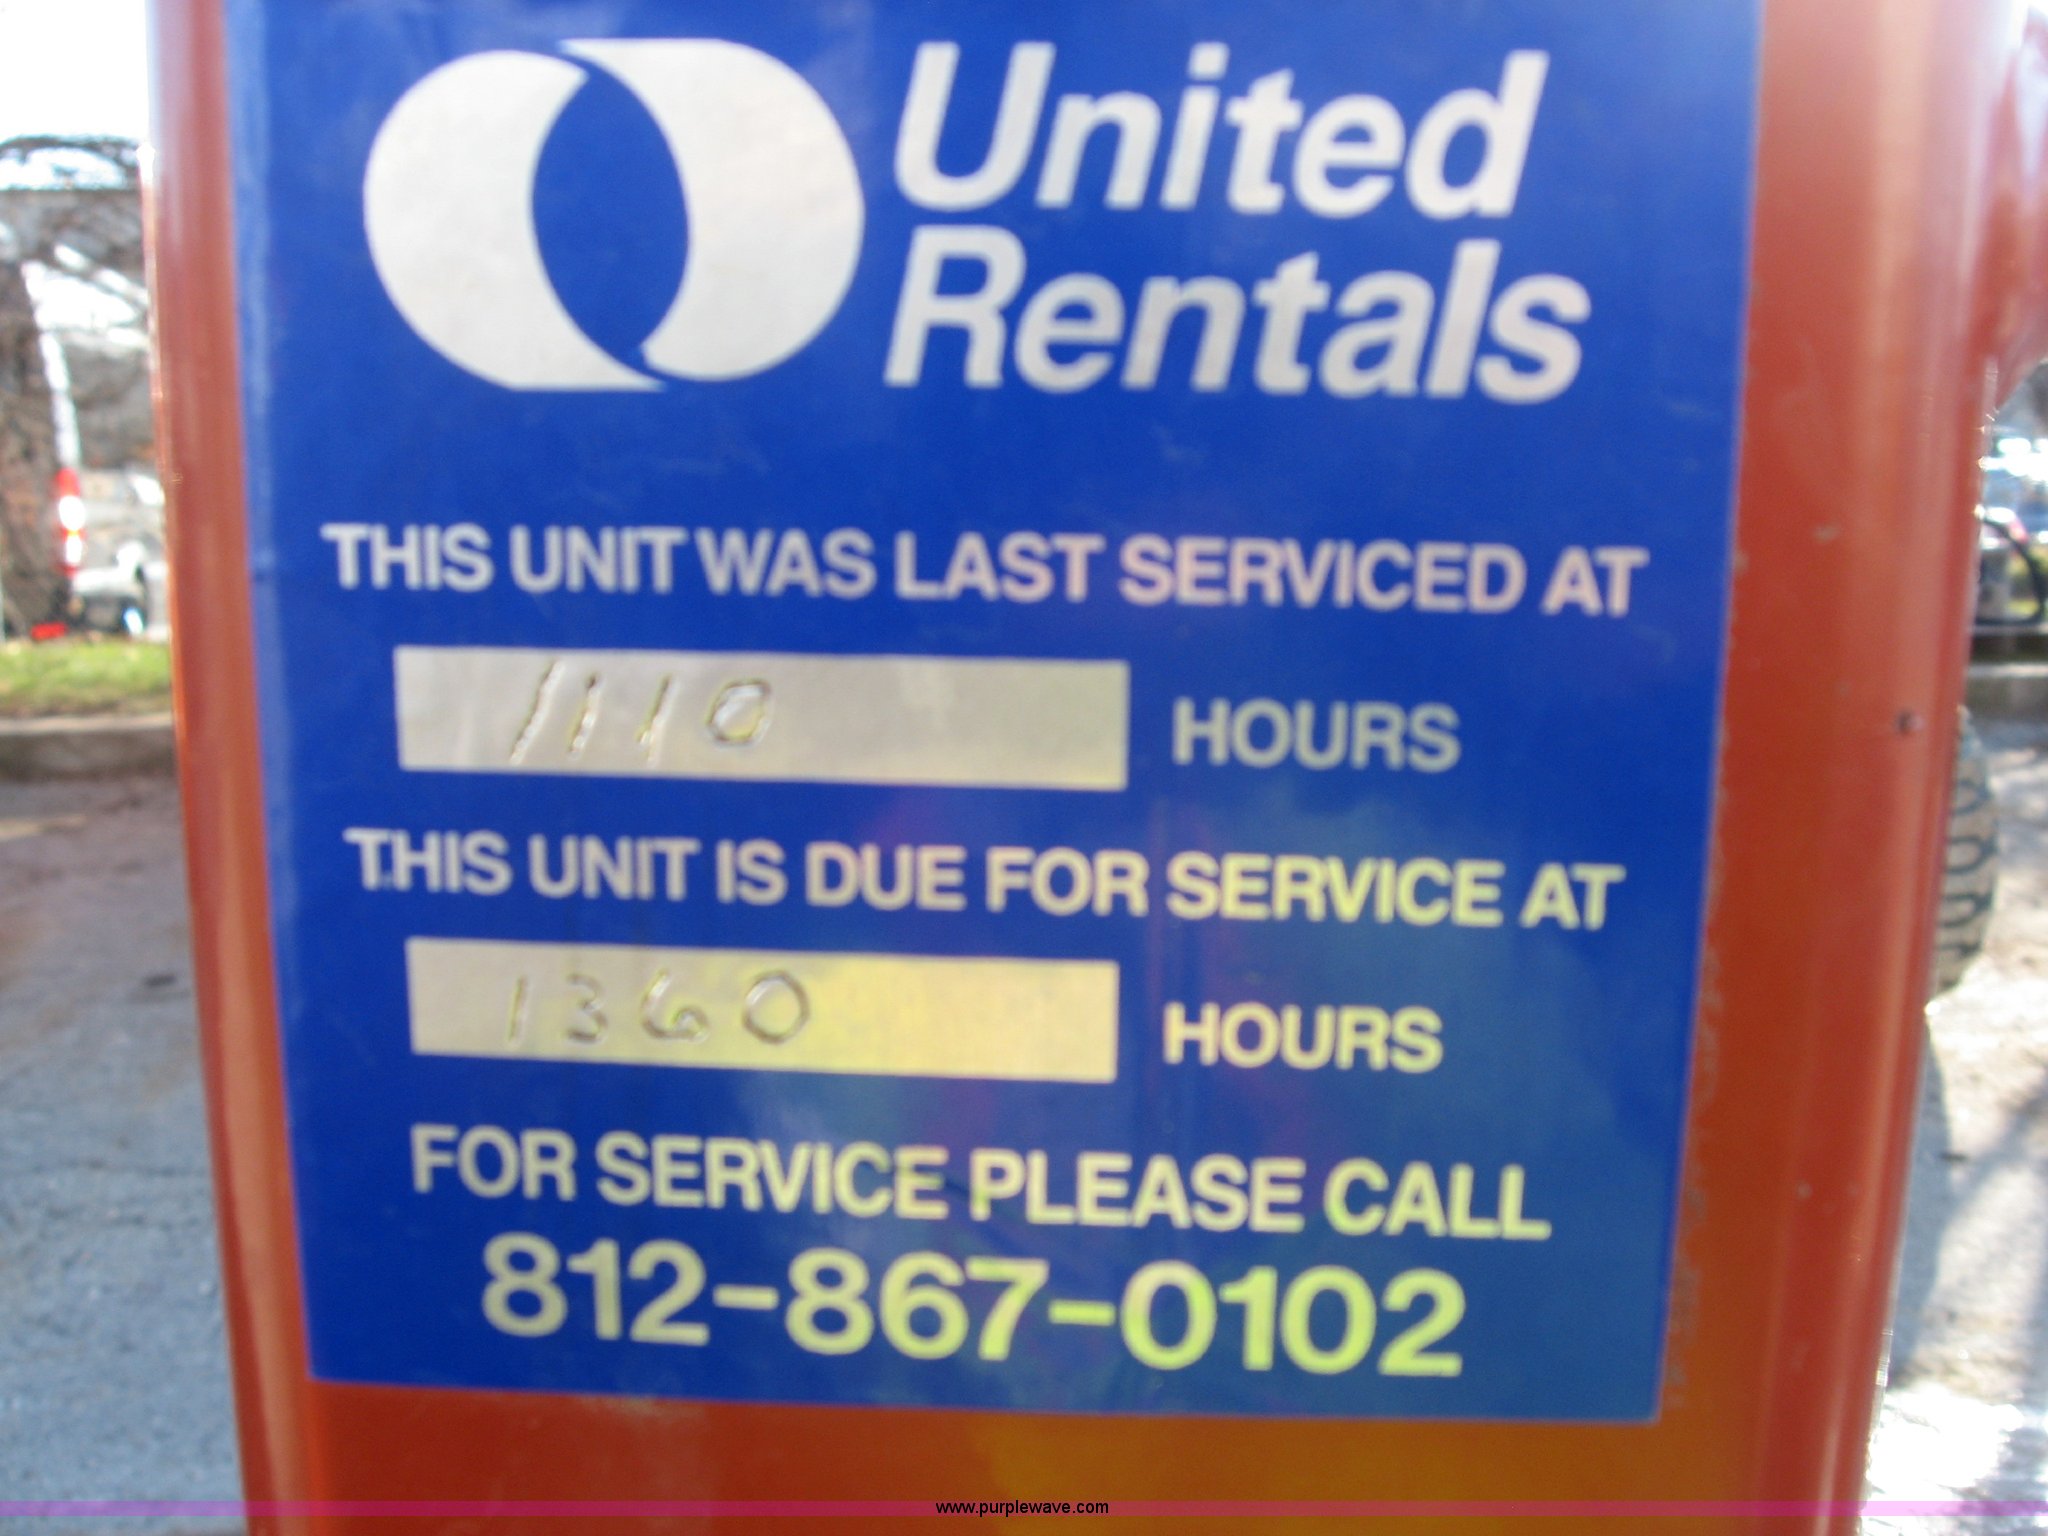 United
Rentals
THIS UNIT WAS LAST SERVICED AT
1110 HOURS
THIS UNIT IS DUE FOR SERVICE AT
1360 HOURS
FOR SERVICE PLEASE CALL
812-867-0102
www.purplewave.com